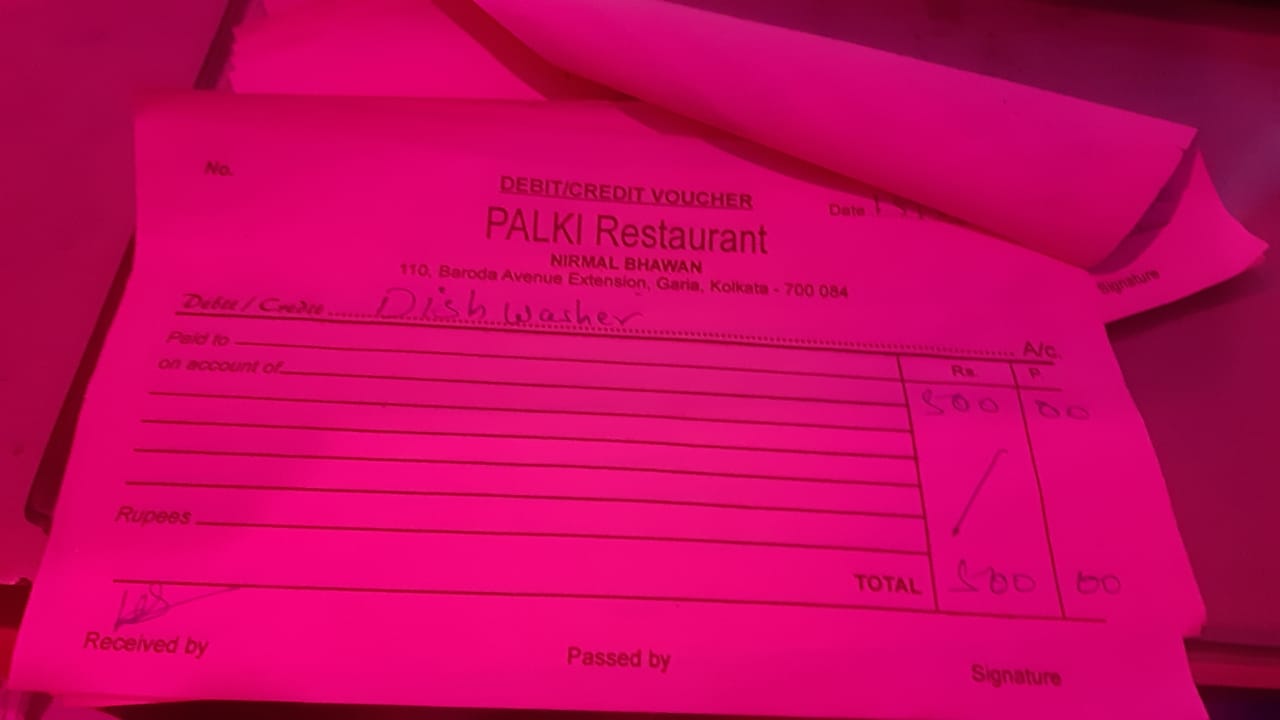 No.
DEBIT/CREDIT VOUCHER
Date
PALKI Restaurant
NIRMAL BHAWAN
110, Baroda Avenue Extension, Garia, Kolkata - 700 084
Signature
Debit / Credit Dish washer A/c.
Paid to
on account of
Rs. P.
500 00
Rupees
TOTAL 500 00
Received by Passed by Signature